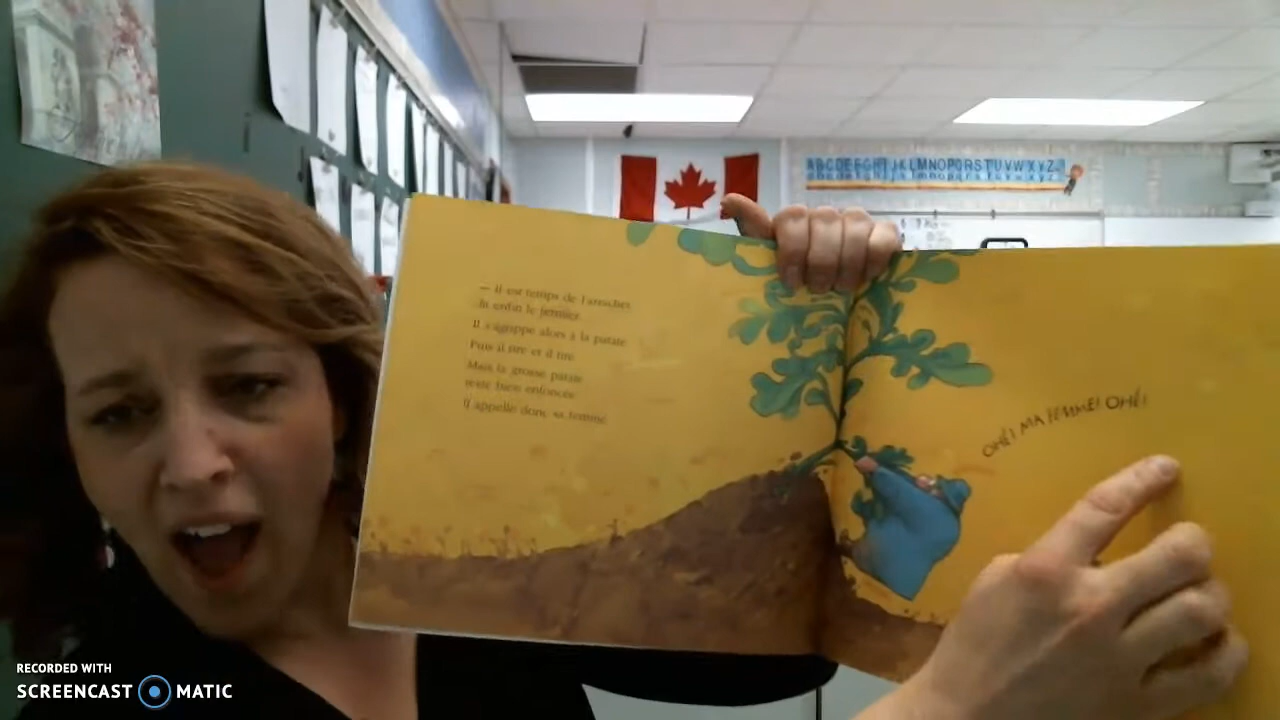 ABCDEFGHIJKLMNOPQRSTUVWXYZ
— Il est temps de l'arracher,
dit enfin le fermier.
Il s'agrippe alors à la patate.
Puis il tire et il tire.
Mais la grosse patate
reste bien enfoncée.
Il appelle donc sa femme.
OHÉ! MA FEMME! OHÉ!
RECORDED WITH
SCREENCAST MATIC